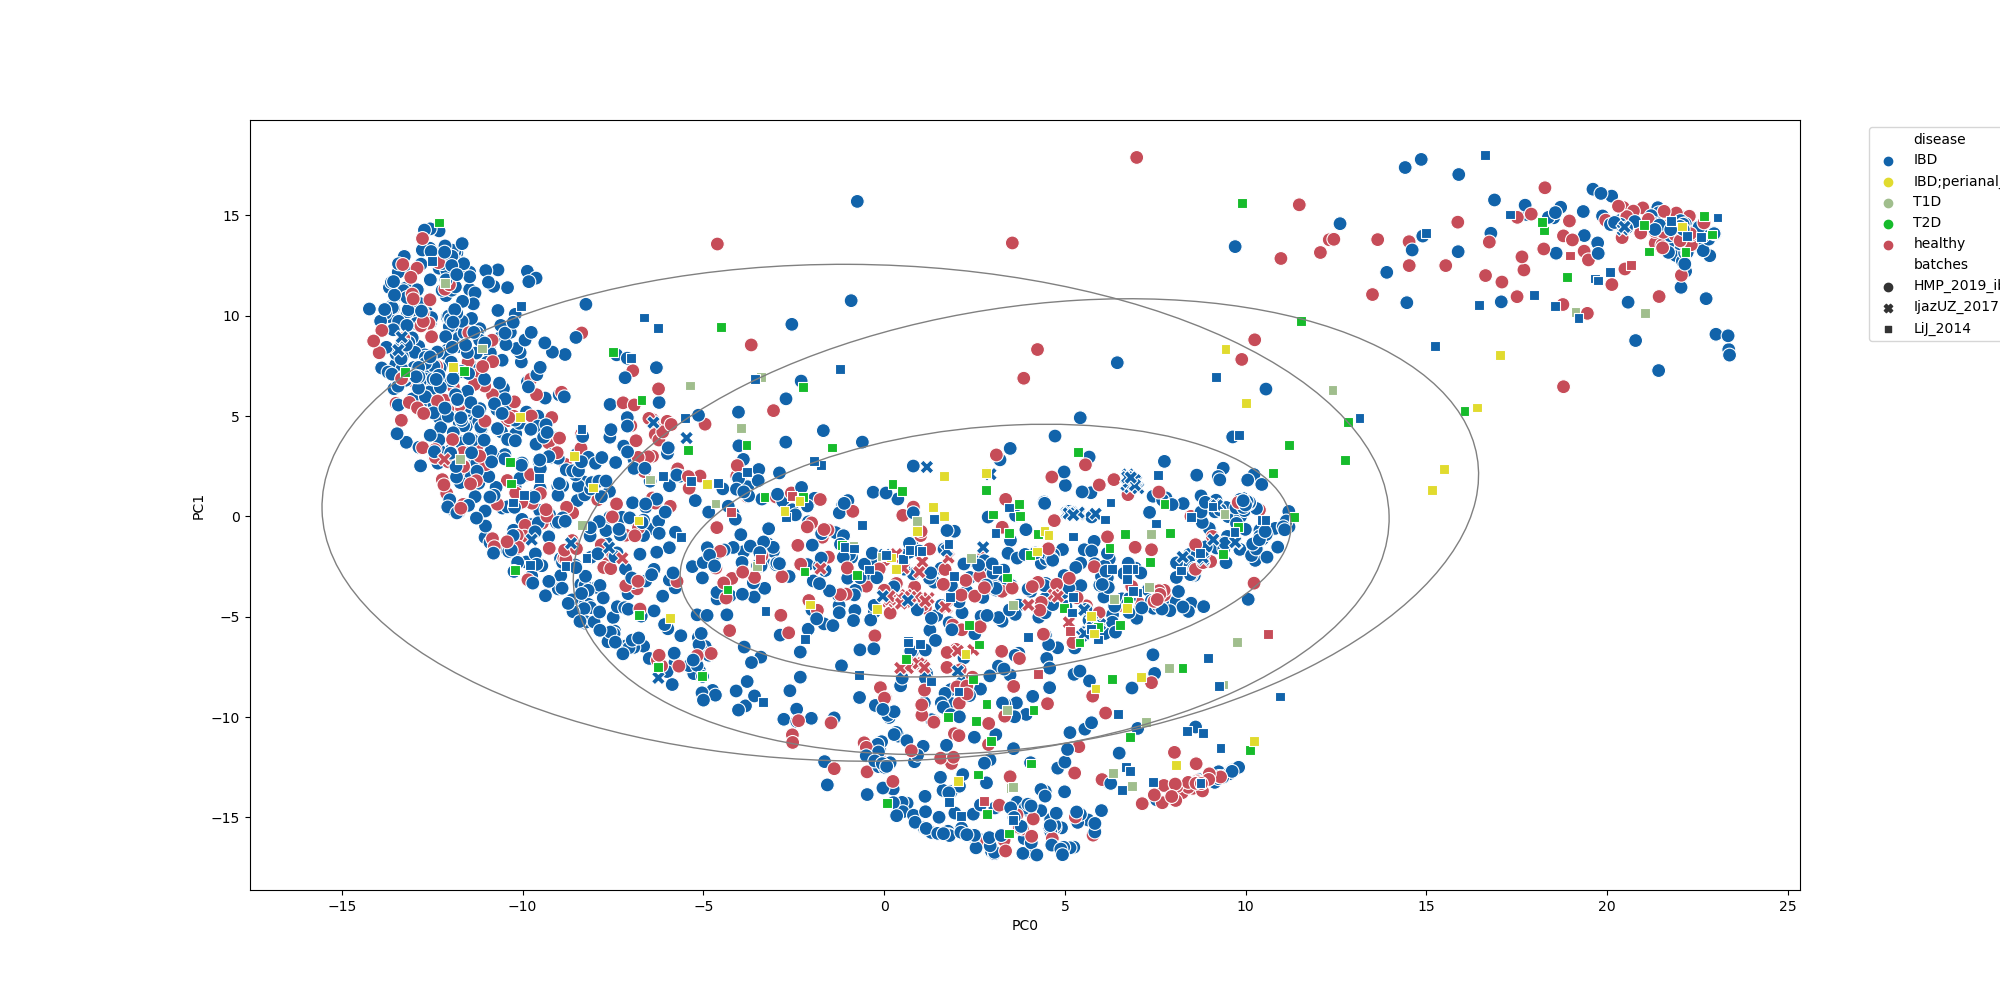 disease
IBD
IBD;perianal_
T1D
T2D
healthy
batches
HMP_2019_i
IjazUZ_2017
LiJ_2014
PC1
15
10
5
0
−5
−10
−15
−15 −10 −5 0 5 10 15 20 25
PC0